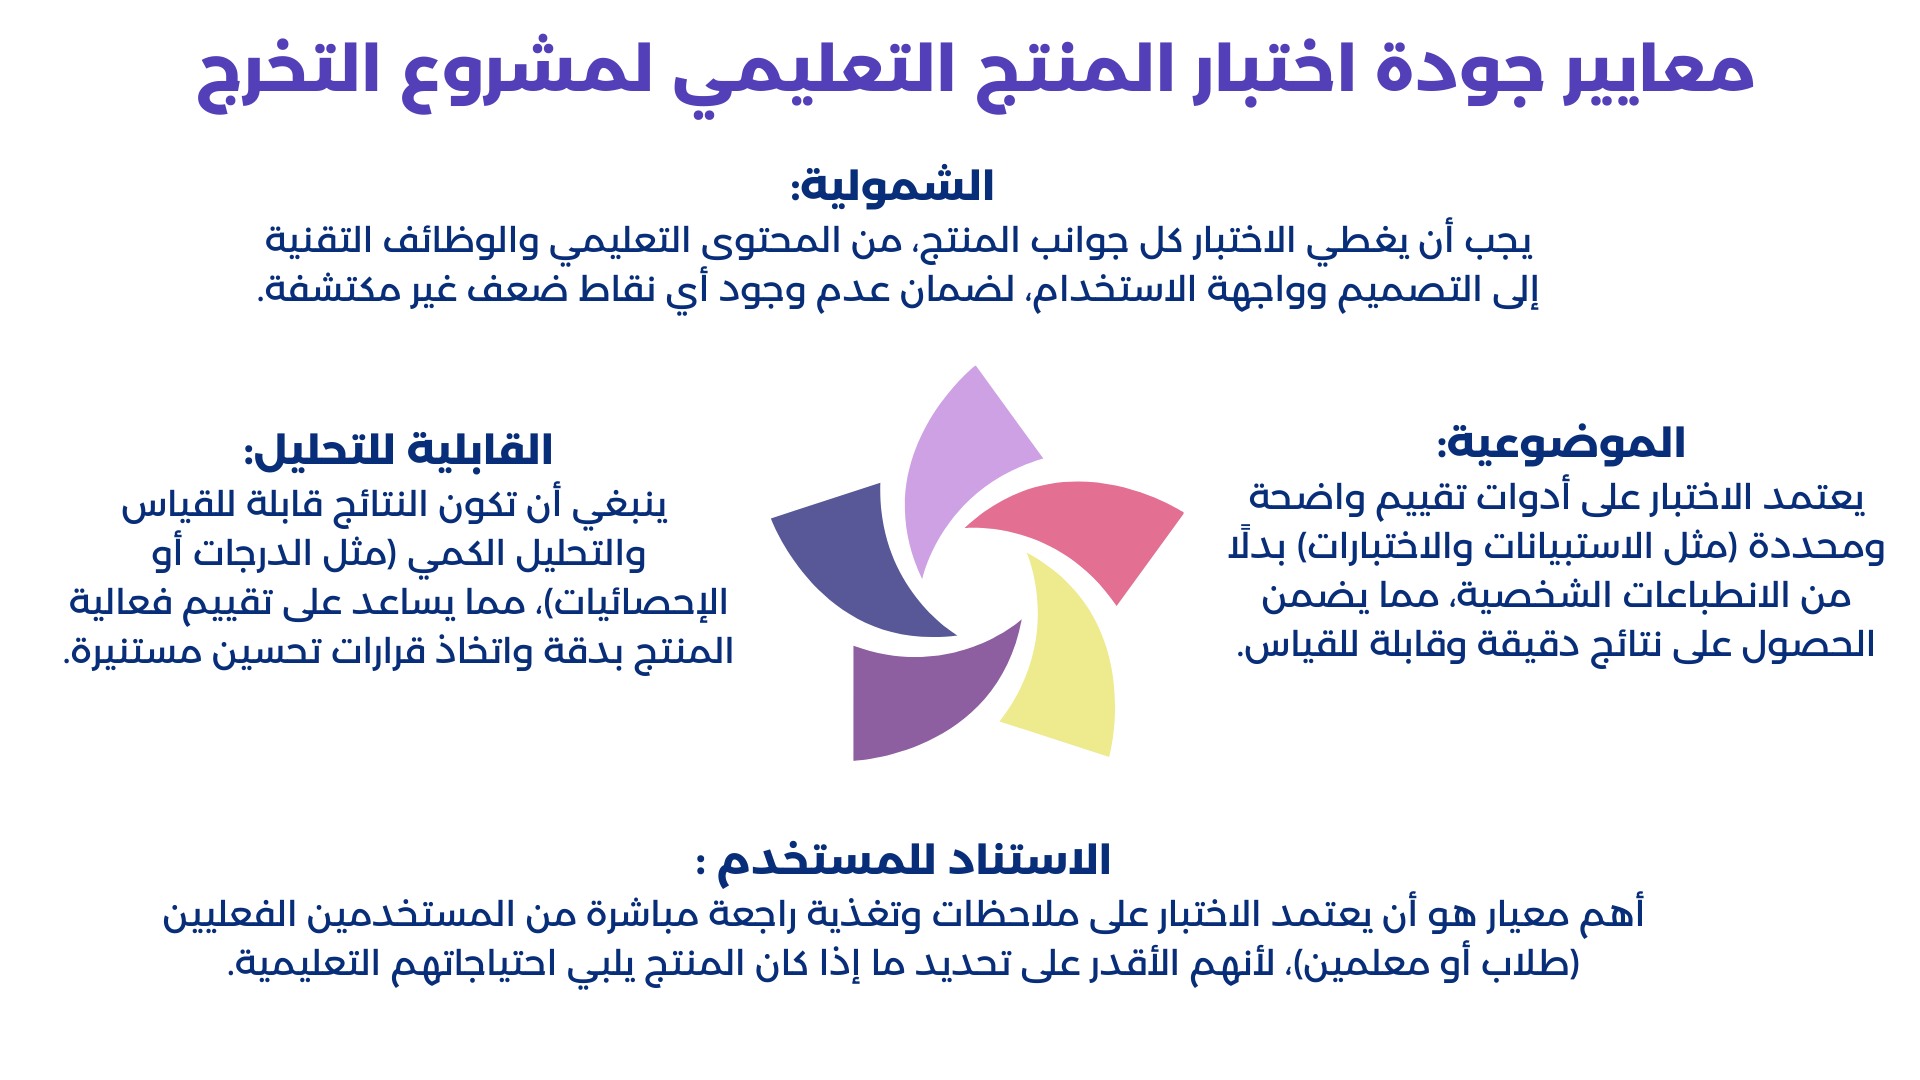 معايير جودة اختبار المنتج التعليمي لمشروع التخرج
الشمولية:
يجب أن يغطي الاختبار كل جوانب المنتج، من المحتوى التعليمي والوظائف التقنية
إلى التصميم وواجهة الاستخدام، لضمان عدم وجود أي نقاط ضعف غير مكتشفة.
الموضوعية:
يعتمد الاختبار على أدوات تقييم واضحة
ومحددة (مثل الاستبيانات والاختبارات) بدلًا
من الانطباعات الشخصية، مما يضمن
الحصول على نتائج دقيقة وقابلة للقياس.
القابلية للتحليل:
ينبغي أن تكون النتائج قابلة للقياس
والتحليل الكمي (مثل الدرجات أو
الإحصائيات)، مما يساعد على تقييم فعالية
المنتج بدقة واتخاذ قرارات تحسين مستنيرة.
الاستناد للمستخدم :
أهم معيار هو أن يعتمد الاختبار على ملاحظات وتغذية راجعة مباشرة من المستخدمين الفعليين
(طلاب أو معلمين)، لأنهم الأقدر على تحديد ما إذا كان المنتج يلبي احتياجاتهم التعليمية.